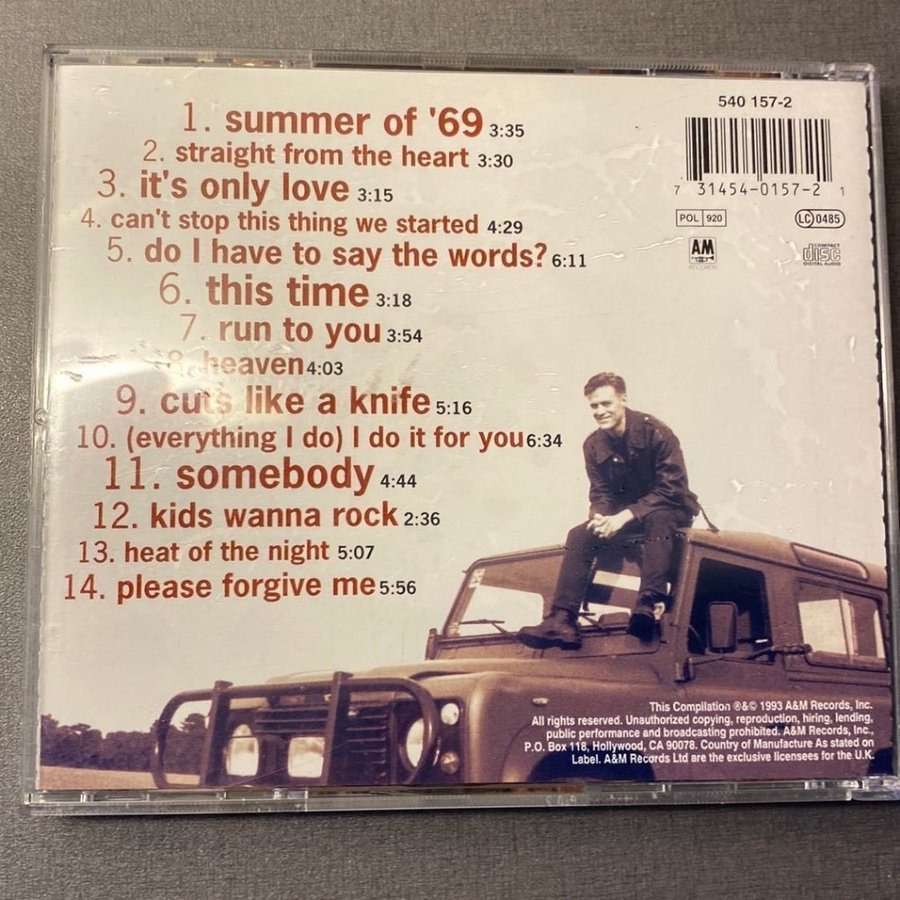 1. summer of '69 3:35
2. straight from the heart 3:30
3. it's only love 3:15
4. can't stop this thing we started 4:29
5. do I have to say the words? 6:11
6. this time 3:18
7. run to you 3:54
8. heaven 4:03
9. cuts like a knife 5:16
10. (everything I do) I do it for you 6:34
11. somebody 4:44
12. kids wanna rock 2:36
13. heat of the night 5:07
14. please forgive me 5:56
540 157-2
7 31454-0157-2 1
POL 920
LC 0485
AM
COMPACT
disc
DIGITAL AUDIO
This Compilation ℗&© 1993 A&M Records, Inc.
All rights reserved. Unauthorized copying, reproduction, hiring, lending,
public performance and broadcasting prohibited. A&M Records, Inc.,
P.O. Box 118, Hollywood, CA 90078. Country of Manufacture As stated on
Label. A&M Records Ltd are the exclusive licensees for the U.K.